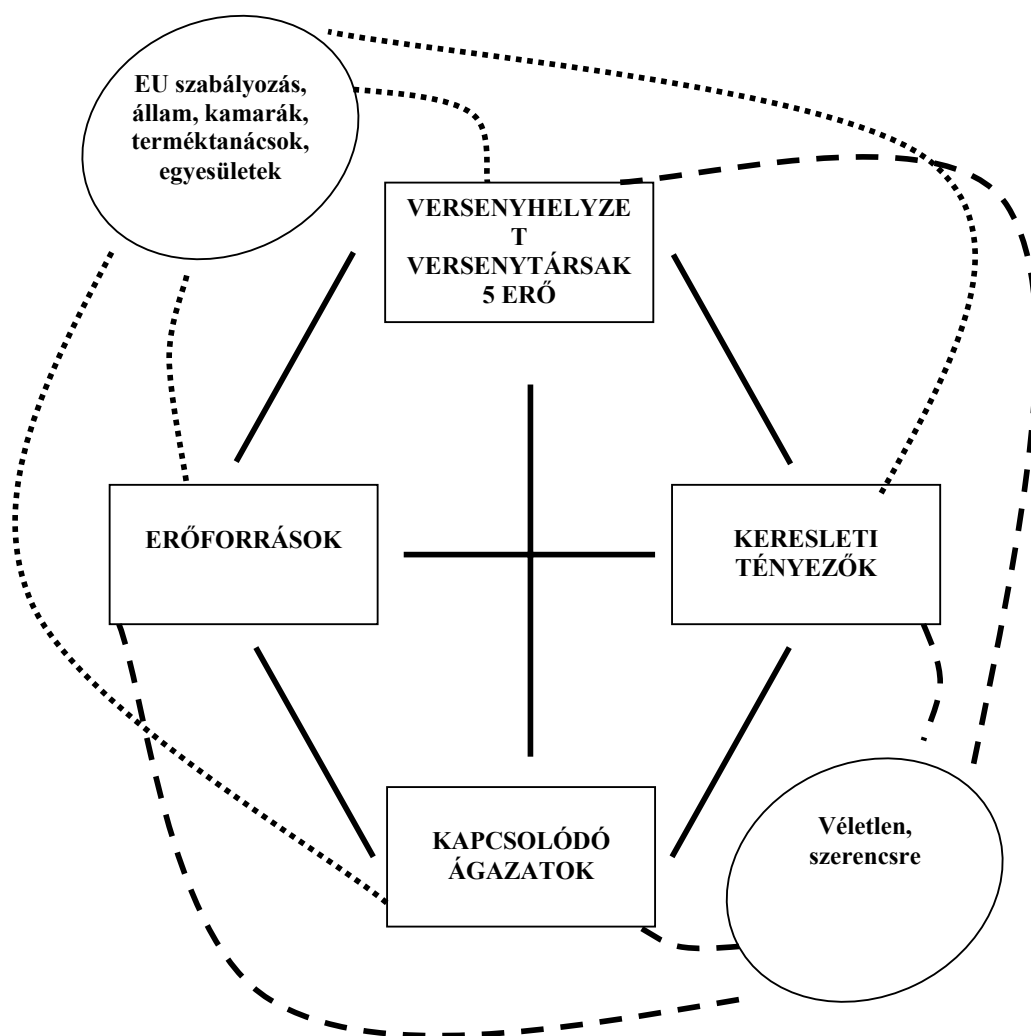 EU szabályozás,
állam, kamarák,
terméktanácsok,
egyesületek
VERSENYHELYZE
T
VERSENYTÁRSAK
5 ERŐ
ERŐFORRÁSOK
KERESLETI
TÉNYEZŐK
KAPCSOLÓDÓ
ÁGAZATOK
Véletlen,
szerencsre